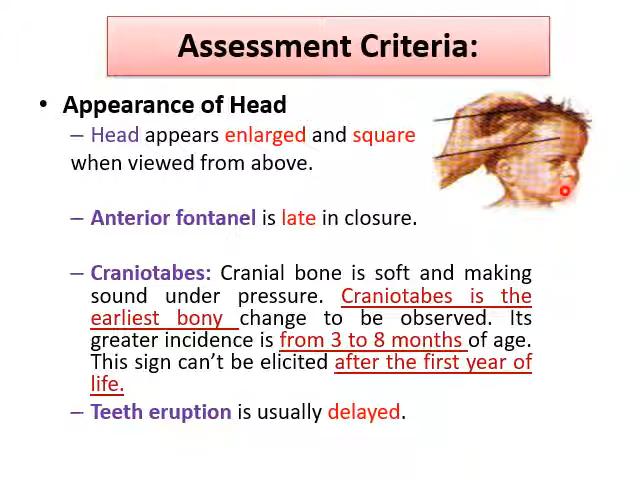 Assessment Criteria:
• Appearance of Head
– Head appears enlarged and square
when viewed from above.
– Anterior fontanel is late in closure.
– Craniotabes: Cranial bone is soft and making
sound under pressure. Craniotabes is the
earliest bony change to be observed. Its
greater incidence is from 3 to 8 months of age.
This sign can't be elicited after the first year of
life.
– Teeth eruption is usually delayed.